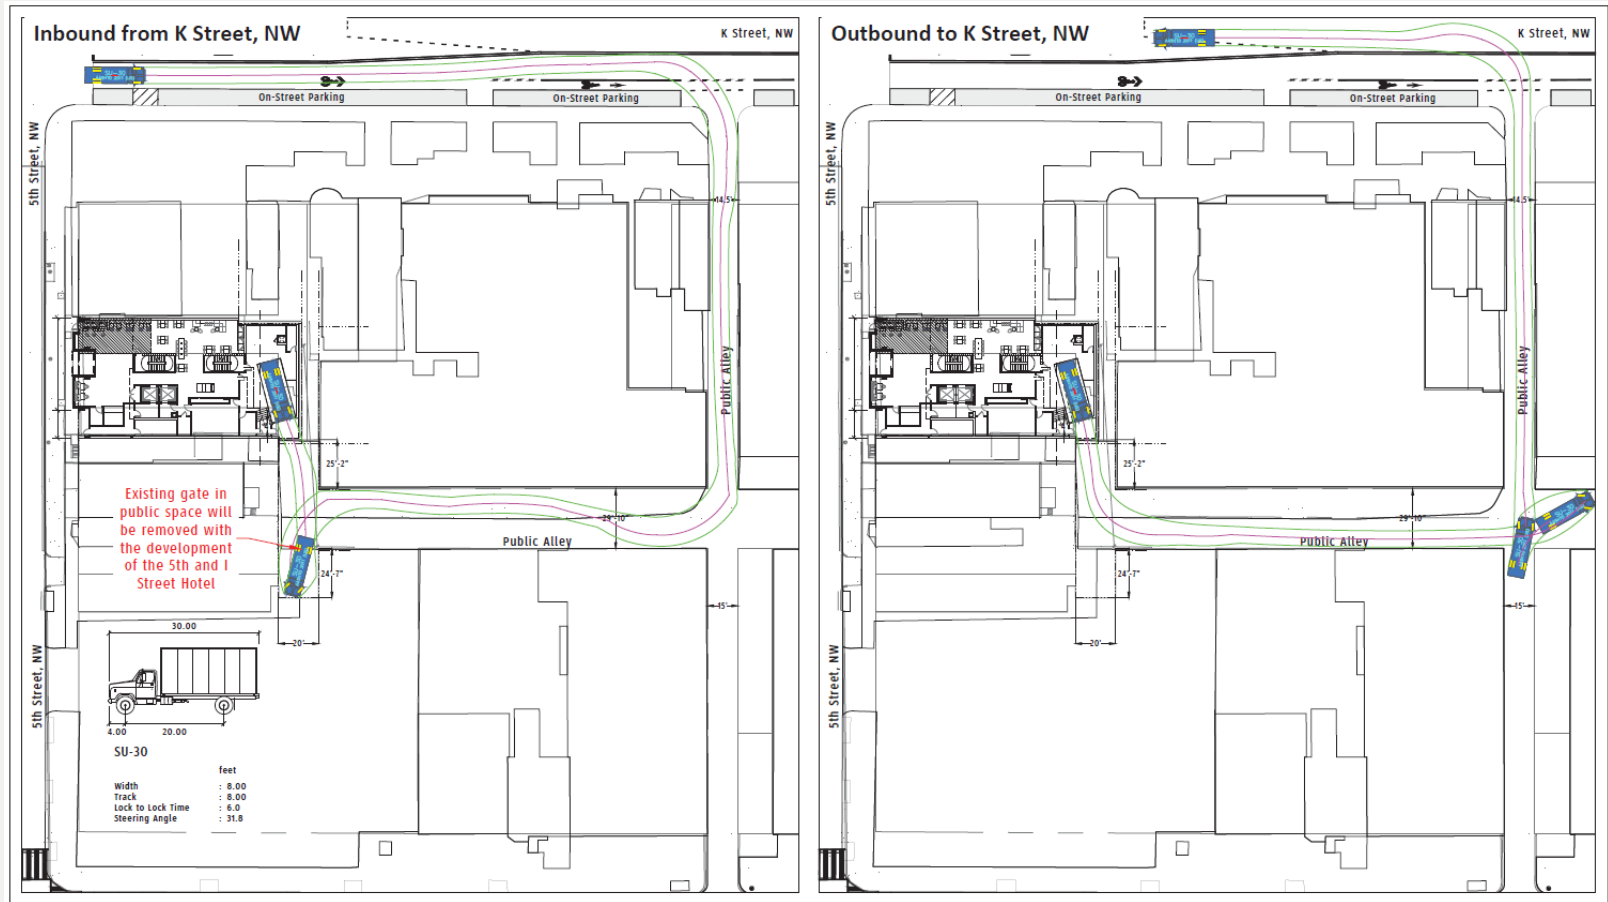 Inbound from K Street, NW
K Street, NW
SU-30
On-Street Parking
On-Street Parking
5th Street, NW
14.5'
Public Alley
25'-2"
Existing gate in
public space will
be removed with
the development
of the 5th and I
Street Hotel
29'-10"
Public Alley
24'-7"
15'
20'
5th Street, NW
30.00
4.00
20.00
SU-30
feet
Width : 8.00
Track : 8.00
Lock to Lock Time : 6.0
Steering Angle : 31.8
Outbound to K Street, NW
SU-30
K Street, NW
On-Street Parking
On-Street Parking
5th Street, NW
14.5'
Public Alley
25'-2"
29'-10"
Public Alley
24'-7"
15'
20'
5th Street, NW